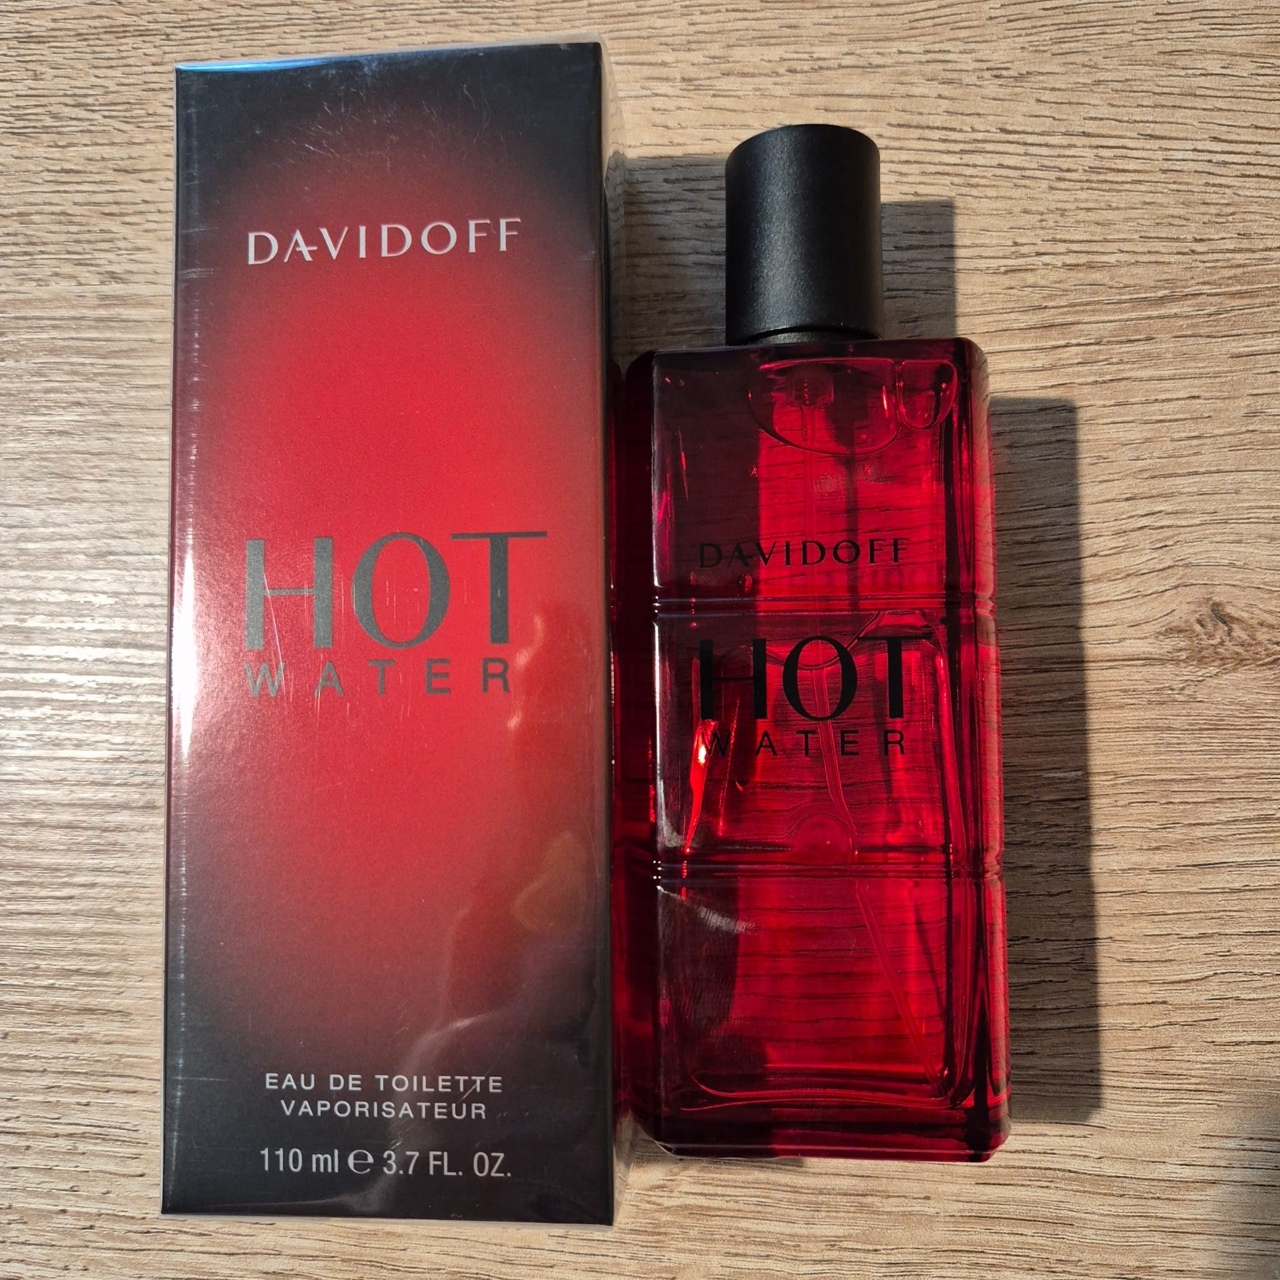 DAVIDOFF
HOT
WATER
EAU DE TOILETTE
VAPORISATEUR
110 ml ℮ 3.7 FL. OZ.
DAVIDOFF
HOT
WATER